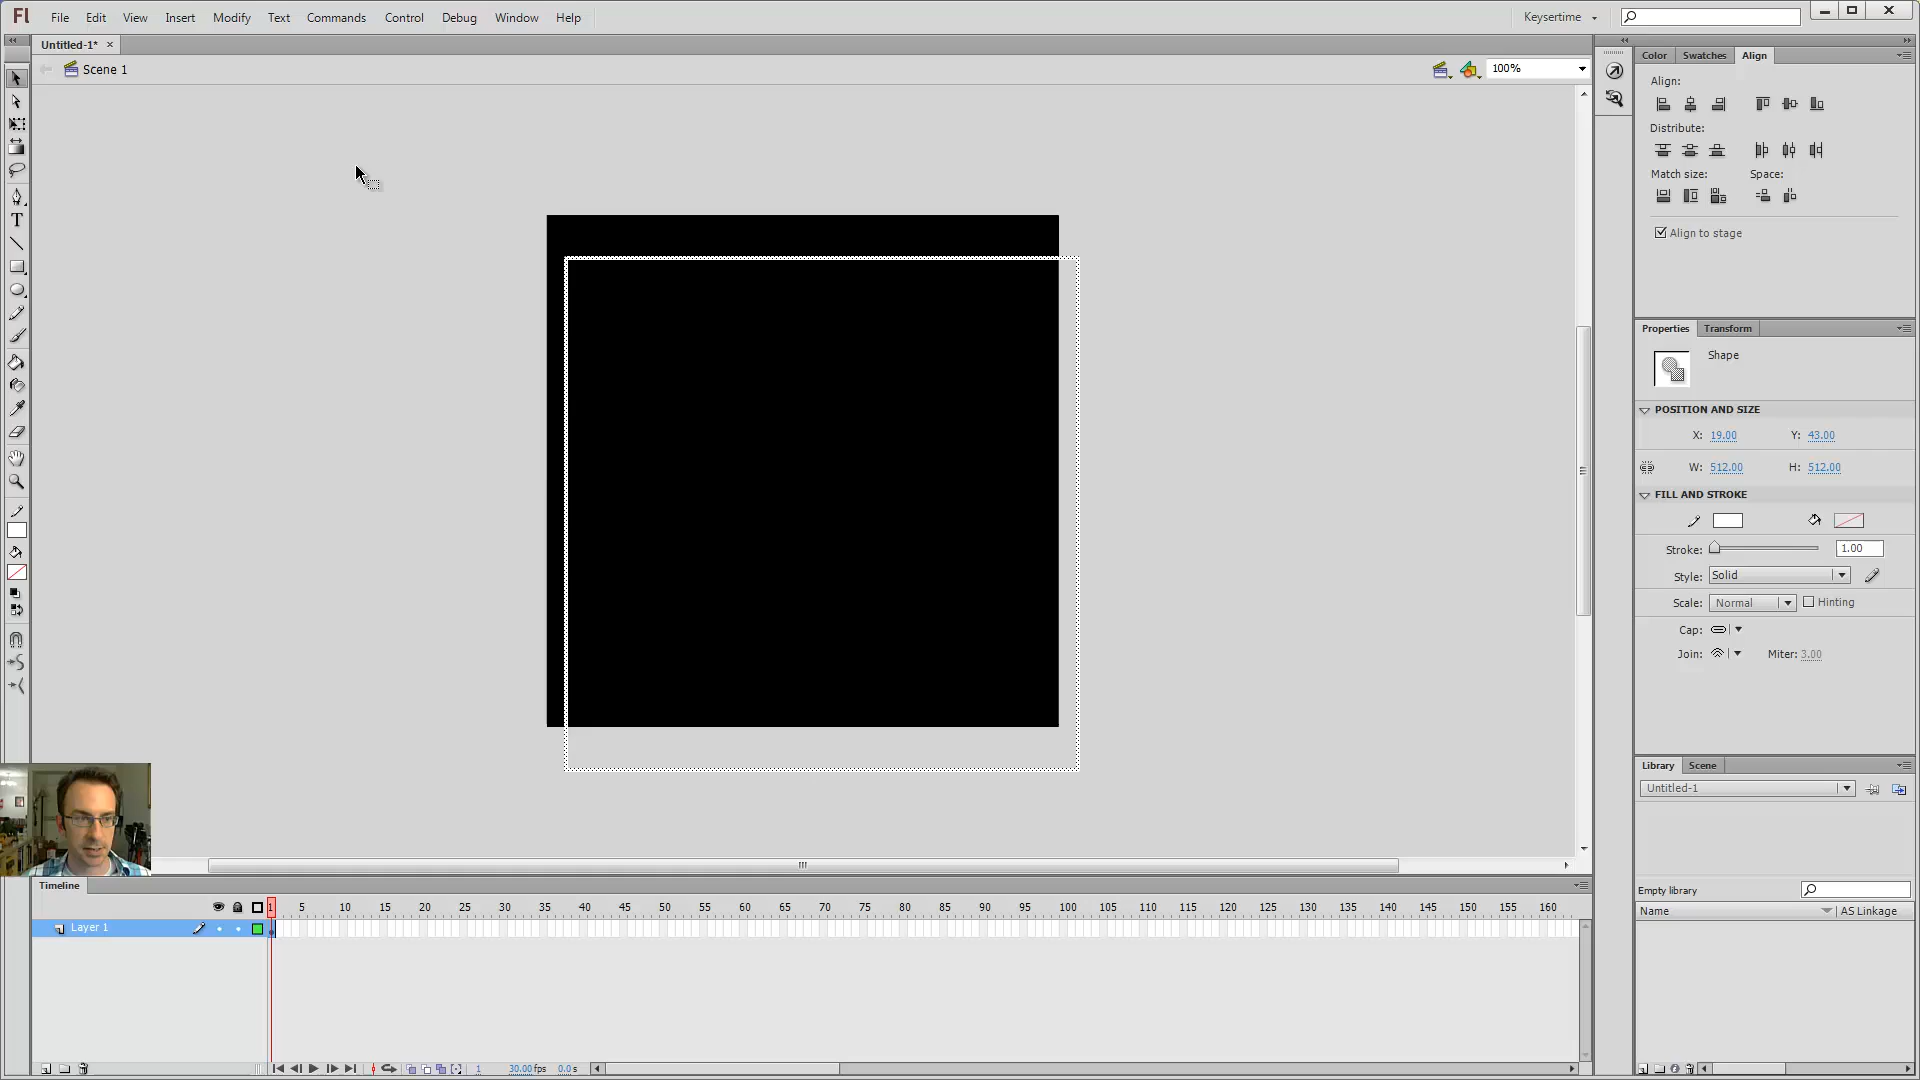 Fl File Edit View Insert Modify Text Commands Control Debug Window Help Keysertime
Untitled-1* ×
Scene 1 100%
Color Swatches Align
Align:
Distribute:
Match size: Space:
Align to stage
Properties Transform
Shape
POSITION AND SIZE
X: 19.00 Y: 43.00
W: 512.00 H: 512.00
FILL AND STROKE
Stroke: 1.00
Style: Solid
Scale: Normal Hinting
Cap:
Join: Miter: 3.00
Library Scene
Untitled-1
Empty library
Name AS Linkage
Timeline
1 5 10 15 20 25 30 35 40 45 50 55 60 65 70 75 80 85 90 95 100 105 110 115 120 125 130 135 140 145 150 155 160
Layer 1
1 30.00 fps 0.0 s